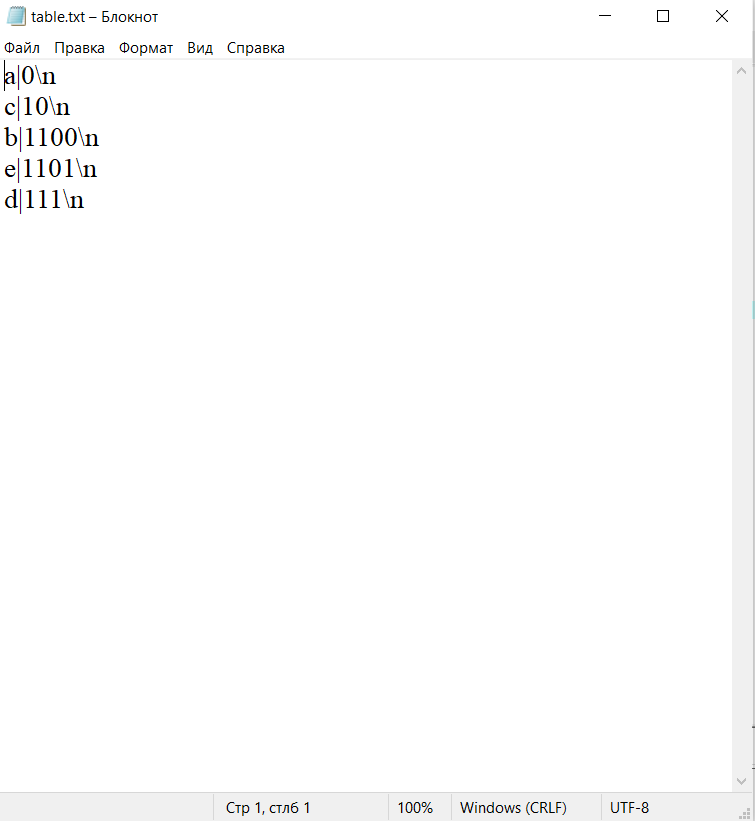 table.txt – Блокнот
Файл Правка Формат Вид Справка
a|0\n
c|10\n
b|1100\n
e|1101\n
d|111\n
Стр 1, стлб 1 100% Windows (CRLF) UTF-8